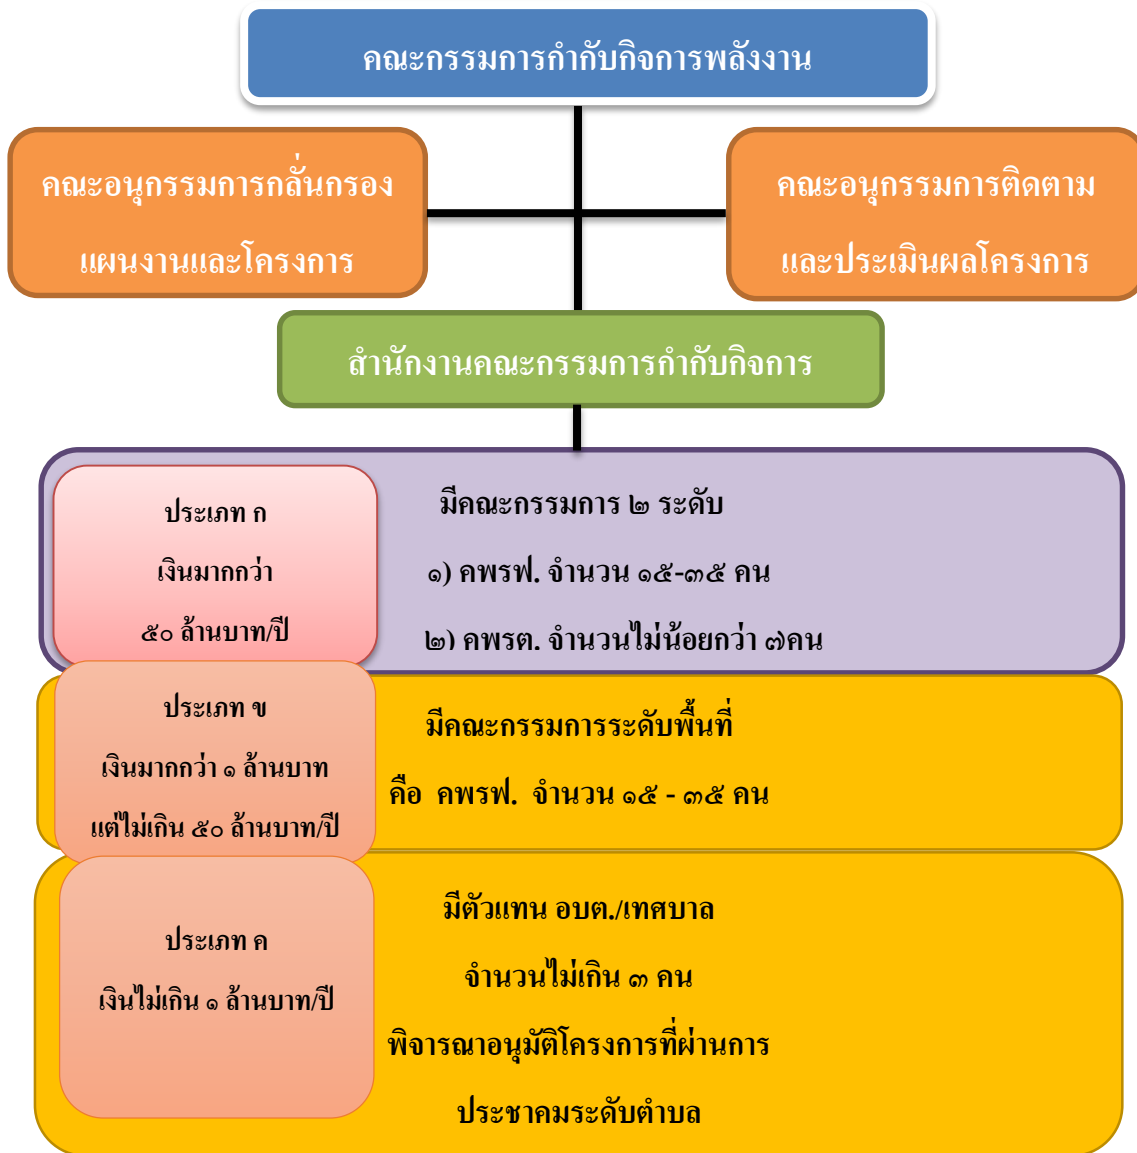 คณะกรรมการกำกับกิจการพลังงาน
คณะอนุกรรมการกลั่นกรอง
แผนงานและโครงการ
คณะอนุกรรมการติดตาม
และประเมินผลโครงการ
สำนักงานคณะกรรมการกำกับกิจการ
ประเภท ก
เงินมากกว่า
๕๐ ล้านบาท/ปี
มีคณะกรรมการ ๒ ระดับ
๑) คพรฟ. จำนวน ๑๕-๓๕ คน
๒) คพรต. จำนวนไม่น้อยกว่า ๗คน
ประเภท ข
เงินมากกว่า ๑ ล้านบาท
แต่ไม่เกิน ๕๐ ล้านบาท/ปี
มีคณะกรรมการระดับพื้นที่
คือ คพรฟ. จำนวน ๑๕ - ๓๕ คน
ประเภท ค
เงินไม่เกิน ๑ ล้านบาท/ปี
มีตัวแทน อบต./เทศบาล
จำนวนไม่เกิน ๓ คน
พิจารณาอนุมัติโครงการที่ผ่านการ
ประชาคมระดับตำบล